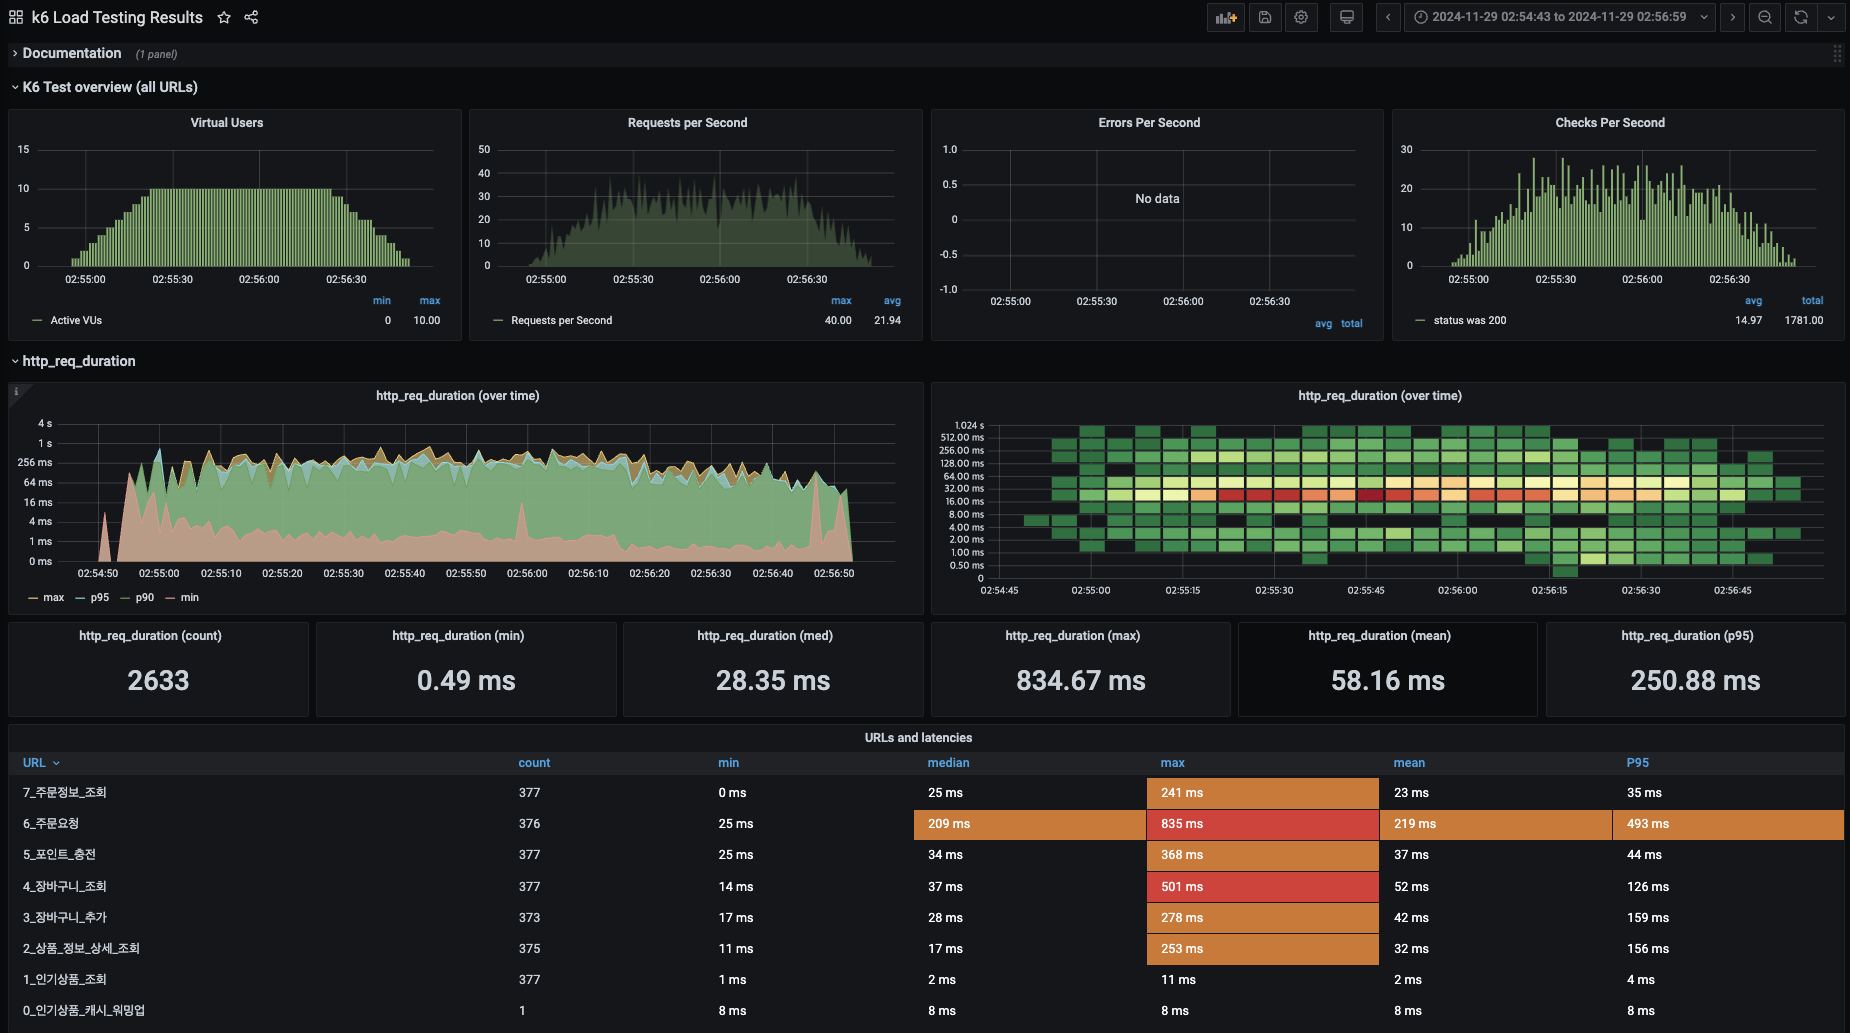 k6 Load Testing Results
2024-11-29 02:54:43 to 2024-11-29 02:56:59
Documentation (1 panel)
K6 Test overview (all URLs)
Virtual Users
15
10
5
0
02:55:00 02:55:30 02:56:00 02:56:30
min max
Active VUs 0 10.00
Requests per Second
50
40
30
20
10
0
02:55:00 02:55:30 02:56:00 02:56:30
max avg
Requests per Second 40.00 21.94
Errors Per Second
1.0
0.5
0
-0.5
-1.0
No data
02:55:00 02:55:30 02:56:00 02:56:30
avg total
Checks Per Second
30
20
10
0
02:55:00 02:55:30 02:56:00 02:56:30
avg total
status was 200 14.97 1781.00
http_req_duration
http_req_duration (over time)
4 s
1 s
256 ms
64 ms
16 ms
4 ms
1 ms
0 ms
02:54:50 02:55:00 02:55:10 02:55:20 02:55:30 02:55:40 02:55:50 02:56:00 02:56:10 02:56:20 02:56:30 02:56:40 02:56:50
max p95 p90 min
http_req_duration (over time)
1.024 s
512.00 ms
256.00 ms
128.00 ms
64.00 ms
32.00 ms
16.00 ms
8.00 ms
4.00 ms
2.00 ms
1.00 ms
0.50 ms
0
02:54:45 02:55:00 02:55:15 02:55:30 02:55:45 02:56:00 02:56:15 02:56:30 02:56:45
http_req_duration (count)
2633
http_req_duration (min)
0.49 ms
http_req_duration (med)
28.35 ms
http_req_duration (max)
834.67 ms
http_req_duration (mean)
58.16 ms
http_req_duration (p95)
250.88 ms
URLs and latencies
URL count min median max mean P95
7_주문정보_조회 377 0 ms 25 ms 241 ms 23 ms 35 ms
6_주문요청 376 25 ms 209 ms 835 ms 219 ms 493 ms
5_포인트_충전 377 25 ms 34 ms 368 ms 37 ms 44 ms
4_장바구니_조회 377 14 ms 37 ms 501 ms 52 ms 126 ms
3_장바구니_추가 373 17 ms 28 ms 278 ms 42 ms 159 ms
2_상품_정보_상세_조회 375 11 ms 17 ms 253 ms 32 ms 156 ms
1_인기상품_조회 377 1 ms 2 ms 11 ms 2 ms 4 ms
0_인기상품_캐시_워밍업 1 8 ms 8 ms 8 ms 8 ms 8 ms